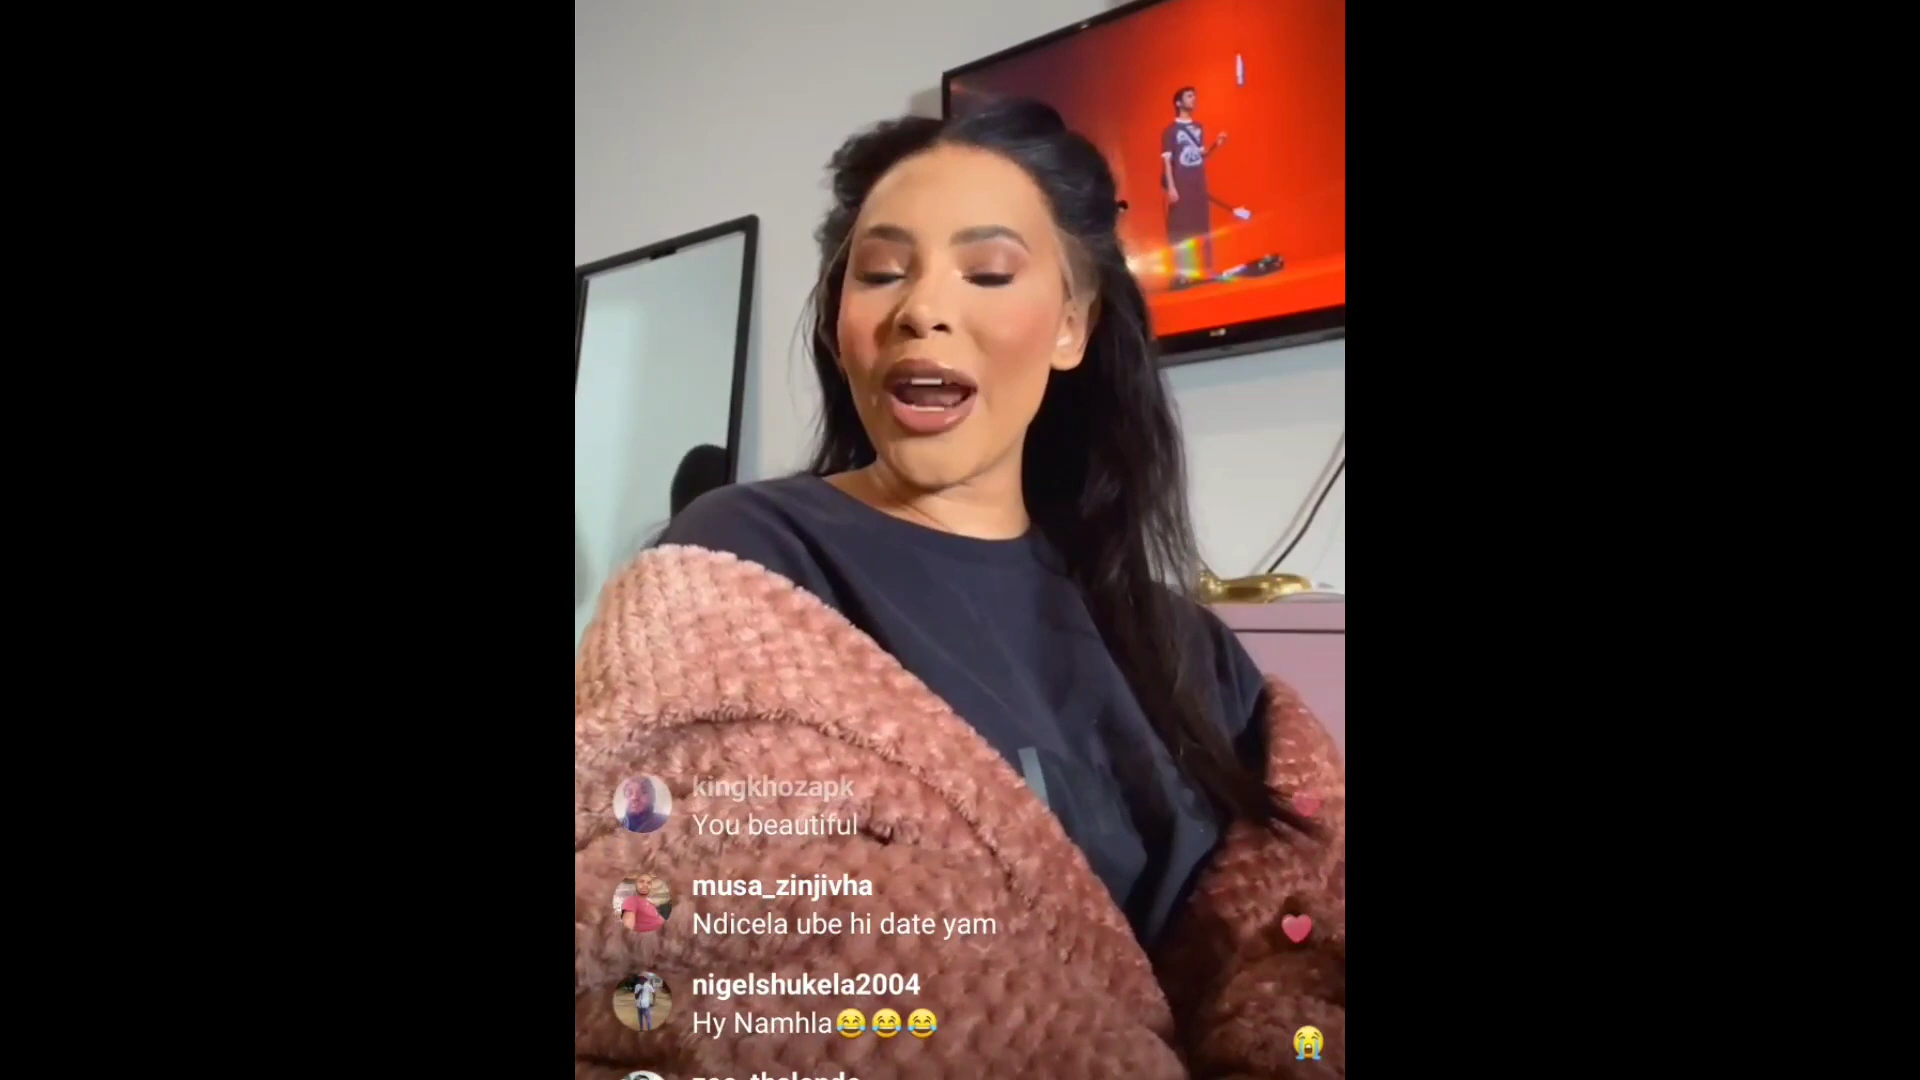 kingkhozapk
You beautiful
musa_zinjivha
Ndicela ube hi date yam
nigelshukela2004
Hy Namhla😂😂😂